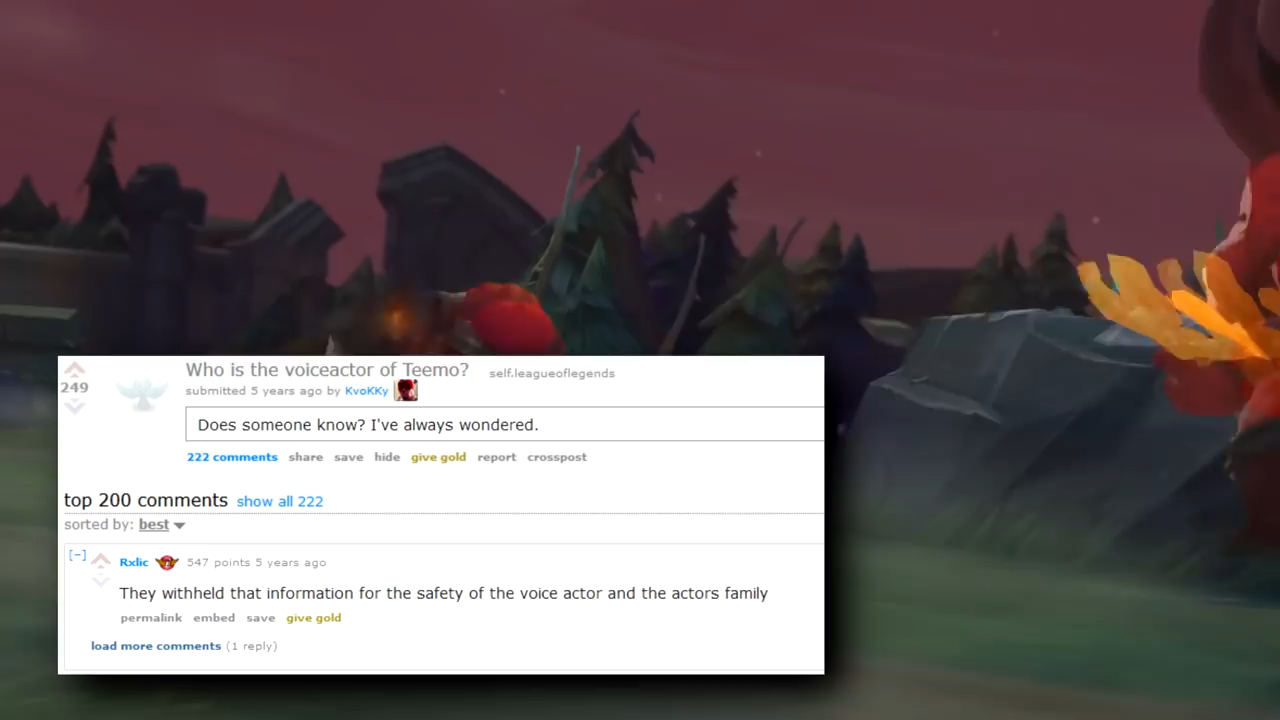 Who is the voiceactor of Teemo? self.leagueoflegends
249
submitted 5 years ago by KvoKKy
Does someone know? I've always wondered.
222 comments share save hide give gold report crosspost
top 200 comments show all 222
sorted by: best
[–] Rxlic 547 points 5 years ago
They withheld that information for the safety of the voice actor and the actors family
permalink embed save give gold
load more comments (1 reply)